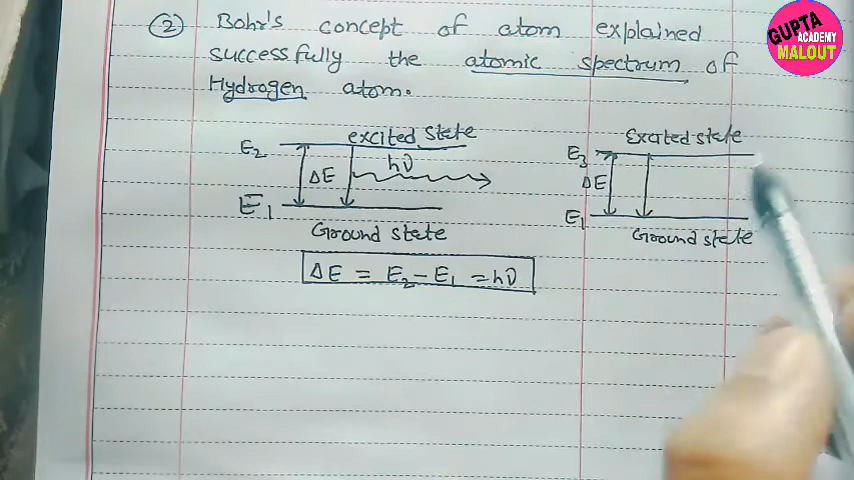 ② Bohr's concept of atom explained
successfully the atomic spectrum of
Hydrogen atom.
E₂ excited state
ΔE hν
E₁
Ground state
ΔE = E₂-E₁ = hν
Excited state
E₃
ΔE
E₁
Ground state
GUPTA
ACADEMY
MALOUT